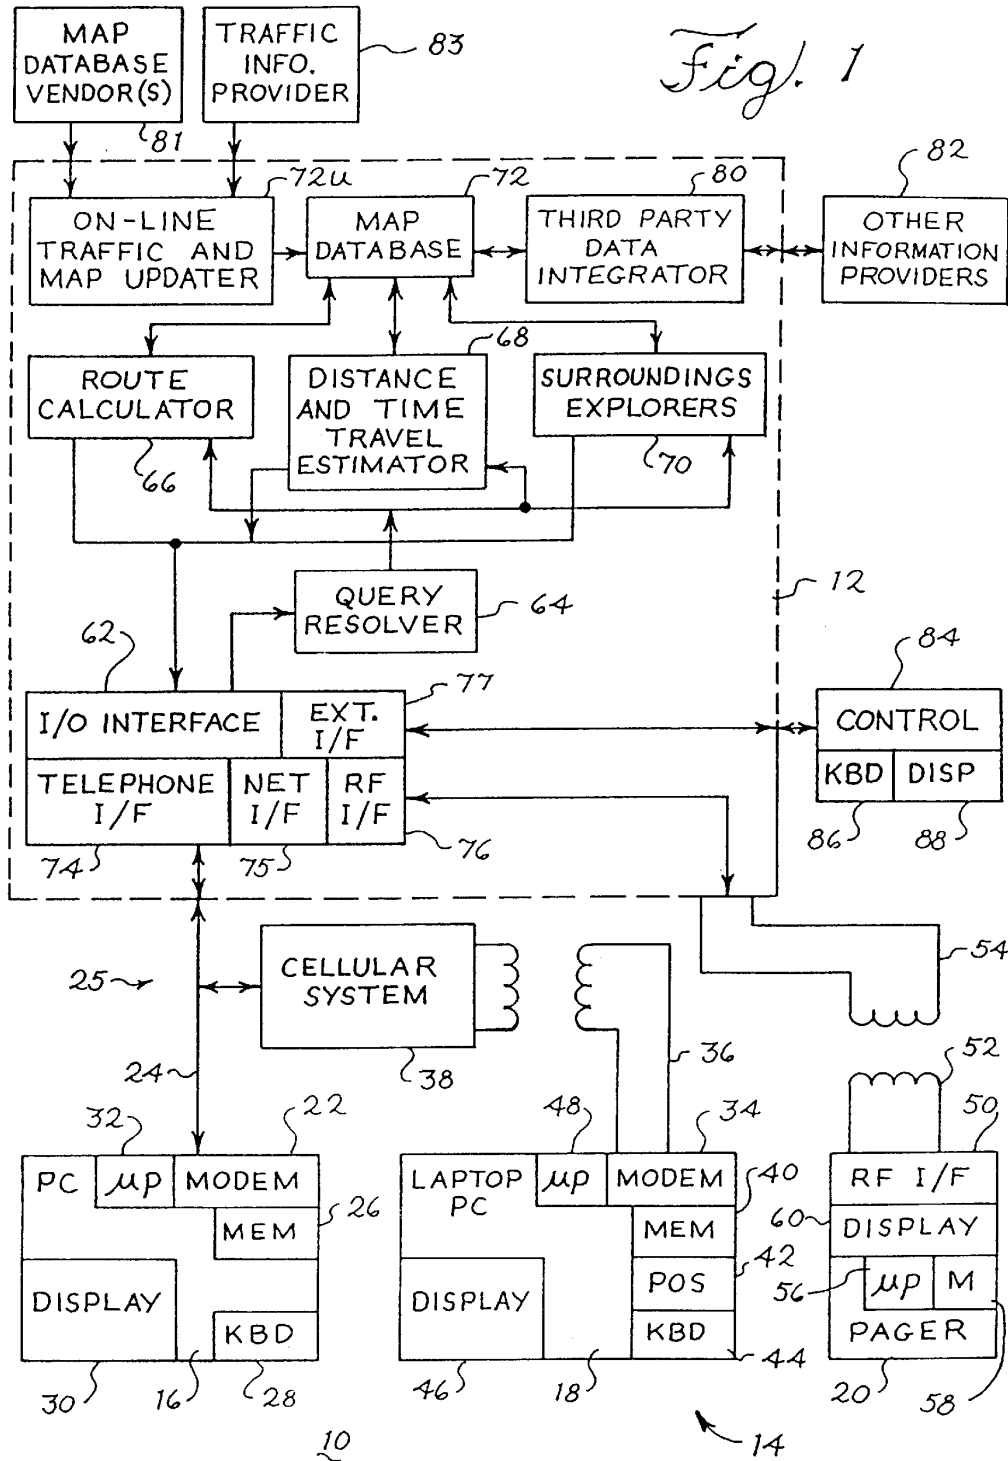 Fig. 1
MAP
DATABASE
VENDOR(S)
81
TRAFFIC
INFO.
PROVIDER
83
72u
ON-LINE
TRAFFIC AND
MAP UPDATER
72
MAP
DATABASE
80
THIRD PARTY
DATA
INTEGRATOR
82
OTHER
INFORMATION
PROVIDERS
ROUTE
CALCULATOR
66
68
DISTANCE
AND TIME
TRAVEL
ESTIMATOR
SURROUNDINGS
EXPLORERS
70
QUERY
RESOLVER
64
12
62
I/O INTERFACE
77
EXT.
I/F
TELEPHONE
I/F
NET
I/F
RF
I/F
74
75
76
84
CONTROL
KBD
DISP
86
88
25
24
CELLULAR
SYSTEM
38
36
54
52
32
22
PC
μP
MODEM
MEM
26
DISPLAY
KBD
30
16
28
48
34
LAPTOP
PC
μP
MODEM
40
MEM
42
POS
DISPLAY
KBD
46
18
44
50
RF I/F
60
DISPLAY
56
μP
M
PAGER
20
58
10
14